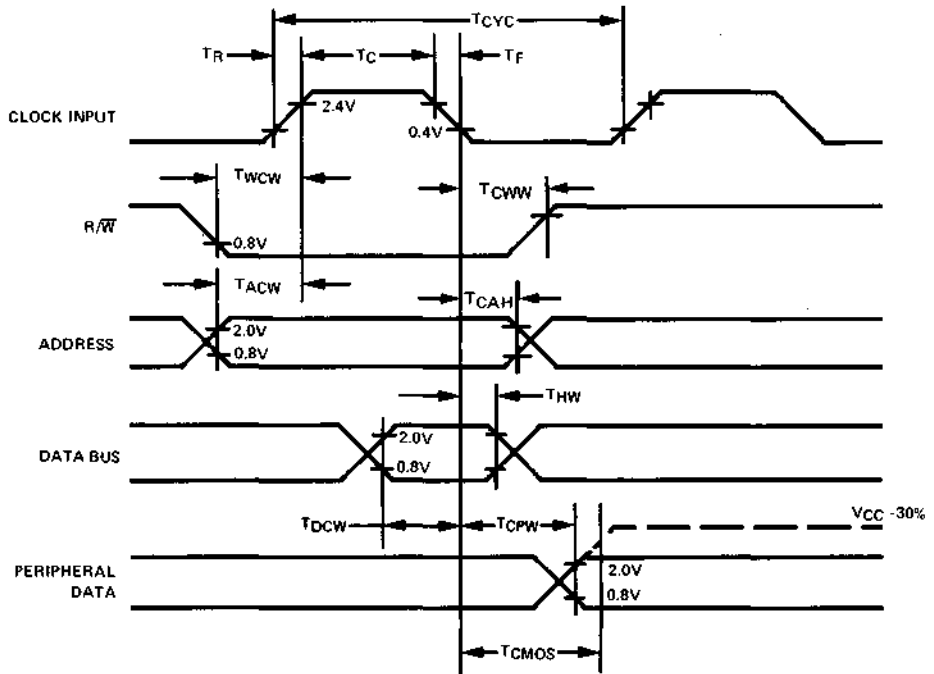 TCYC
TR TC TF
CLOCK INPUT
2.4V
0.4V
TWCW TCWW
R/W̅
0.8V
TACW TCAH
ADDRESS
2.0V
0.8V
THW
DATA BUS
2.0V
0.8V
TDCW TCPW
VCC -30%
PERIPHERAL
DATA
2.0V
0.8V
TCMOS